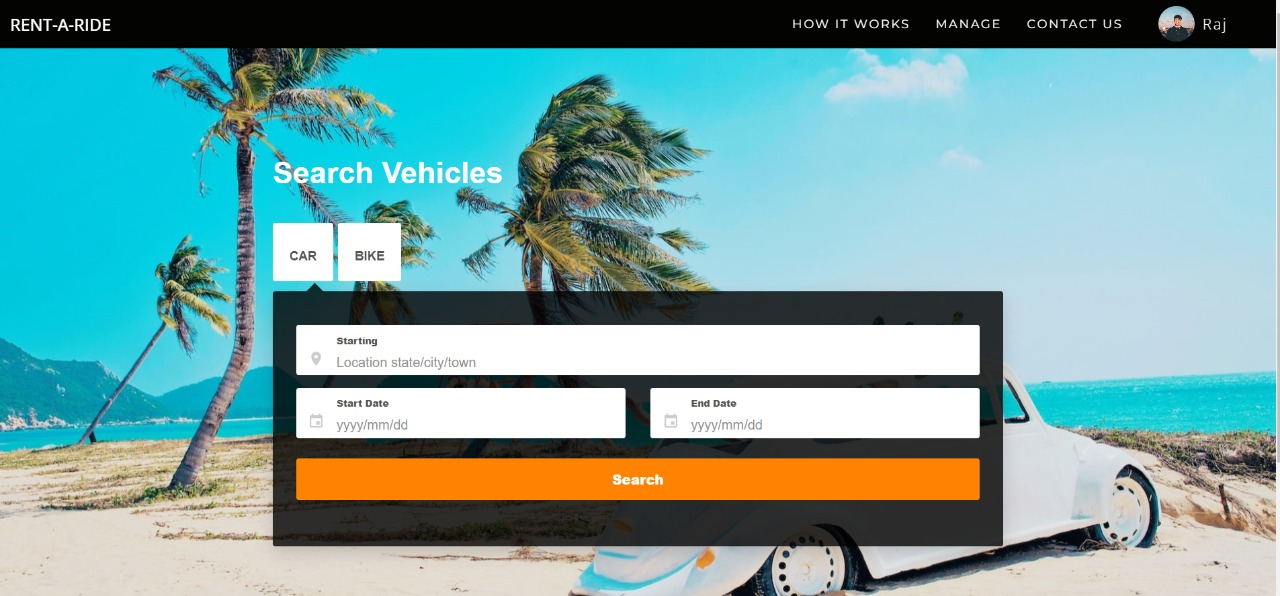 RENT-A-RIDE
HOW IT WORKS MANAGE CONTACT US Raj
Search Vehicles
CAR BIKE
Starting
Location state/city/town
Start Date End Date
yyyy/mm/dd yyyy/mm/dd
Search